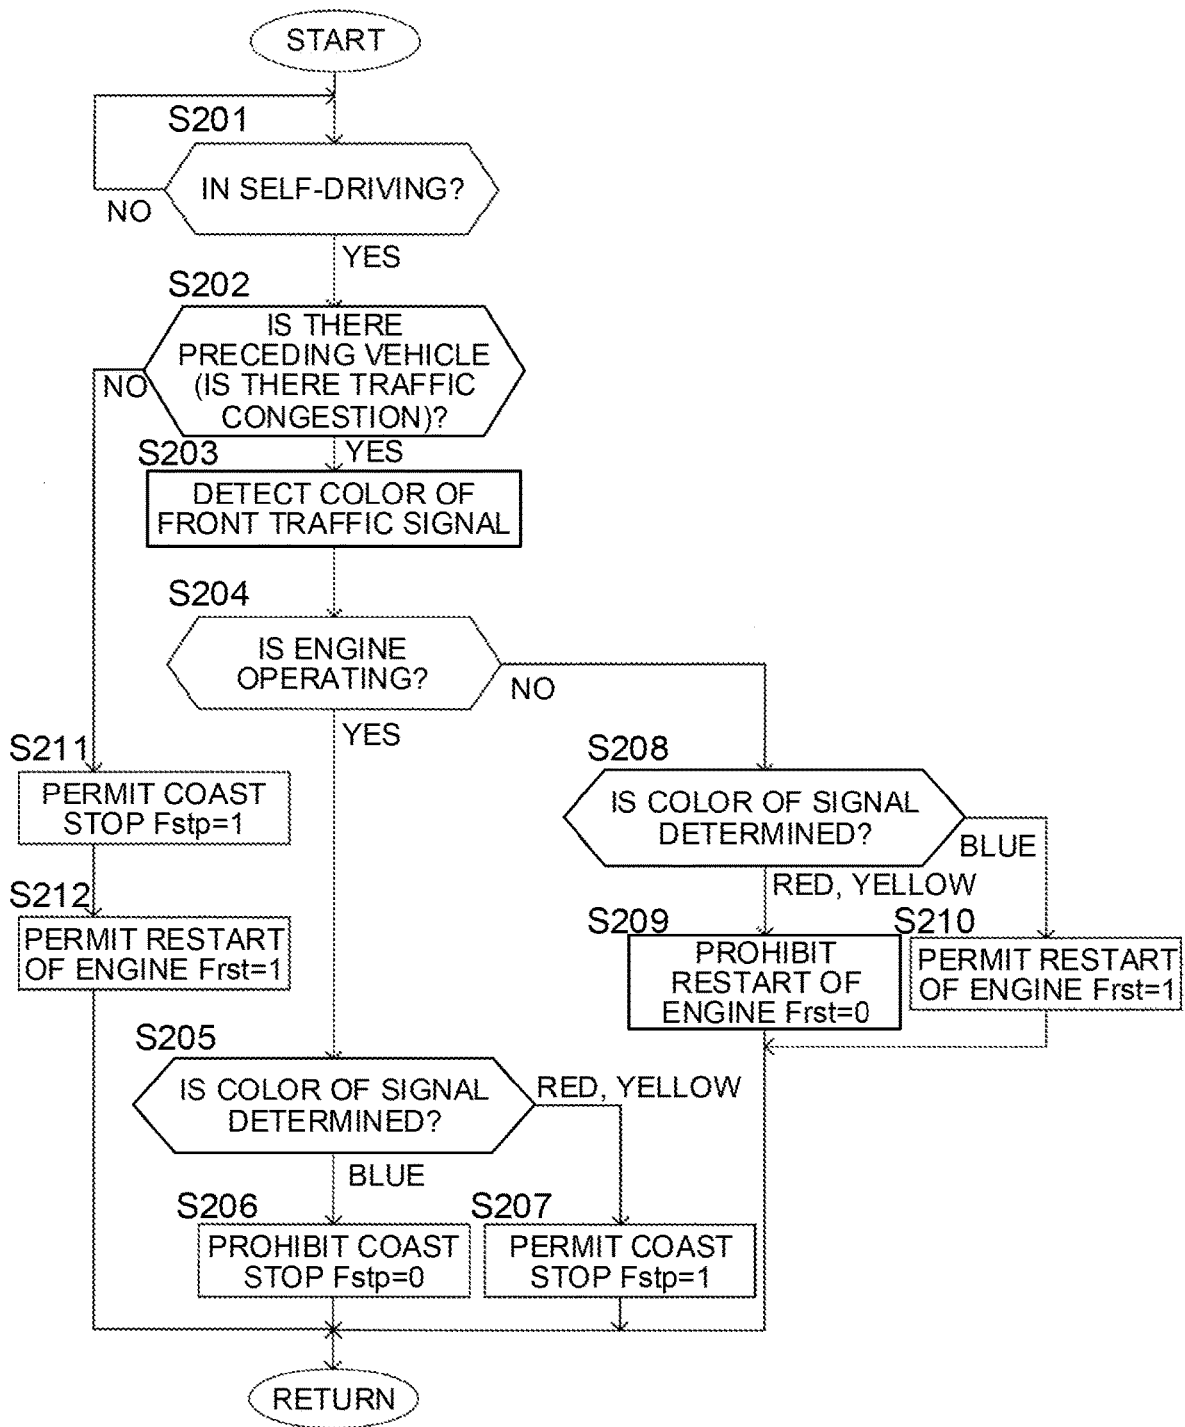 START
S201
IN SELF-DRIVING?
NO
YES
S202
IS THERE
PRECEDING VEHICLE
(IS THERE TRAFFIC
CONGESTION)?
NO
YES
S203
DETECT COLOR OF
FRONT TRAFFIC SIGNAL
S204
IS ENGINE
OPERATING?
NO
YES
S211
PERMIT COAST
STOP Fstp=1
S212
PERMIT RESTART
OF ENGINE Frst=1
S208
IS COLOR OF SIGNAL
DETERMINED?
BLUE
RED, YELLOW
S209
PROHIBIT
RESTART OF
ENGINE Frst=0
S210
PERMIT RESTART
OF ENGINE Frst=1
S205
IS COLOR OF SIGNAL
DETERMINED?
RED, YELLOW
BLUE
S206
PROHIBIT COAST
STOP Fstp=0
S207
PERMIT COAST
STOP Fstp=1
RETURN